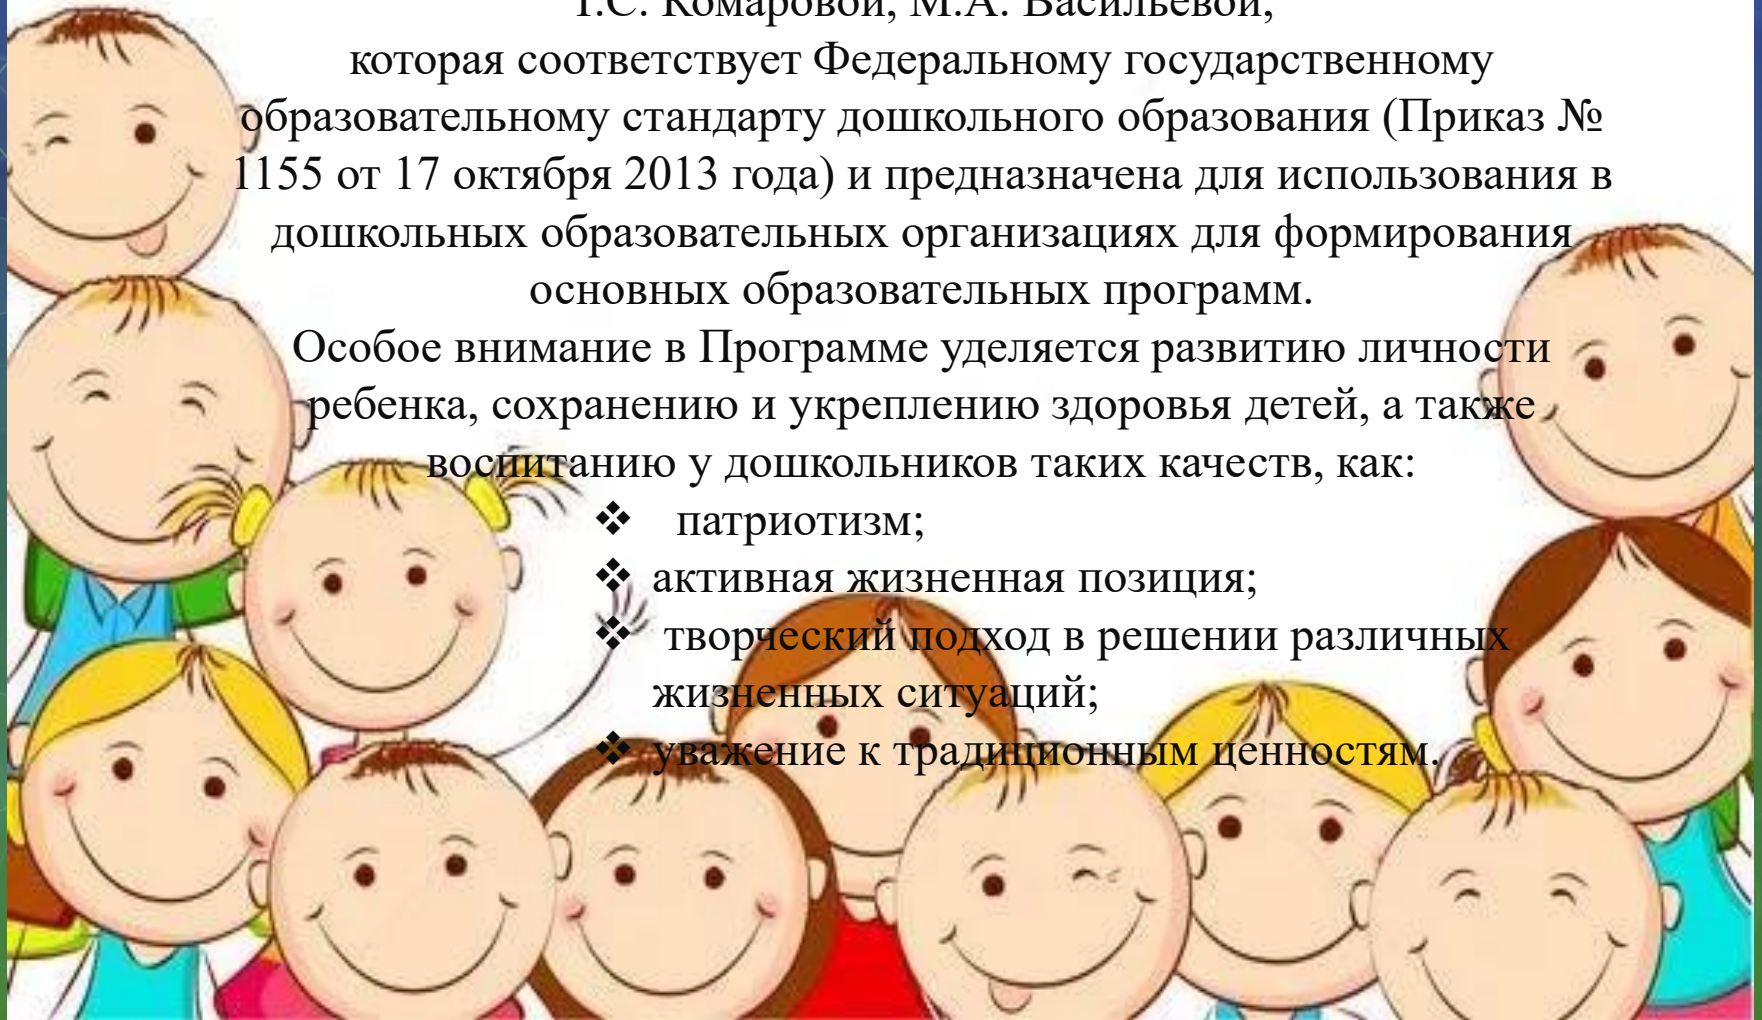 Т.С. Комаровой, М.А. Васильевой,
которая соответствует Федеральному государственному
образовательному стандарту дошкольного образования (Приказ №
1155 от 17 октября 2013 года) и предназначена для использования в
дошкольных образовательных организациях для формирования
основных образовательных программ.
Особое внимание в Программе уделяется развитию личности
ребенка, сохранению и укреплению здоровья детей, а также
воспитанию у дошкольников таких качеств, как:
❖ патриотизм;
❖ активная жизненная позиция;
❖ творческий подход в решении различных
жизненных ситуаций;
❖ уважение к традиционным ценностям.